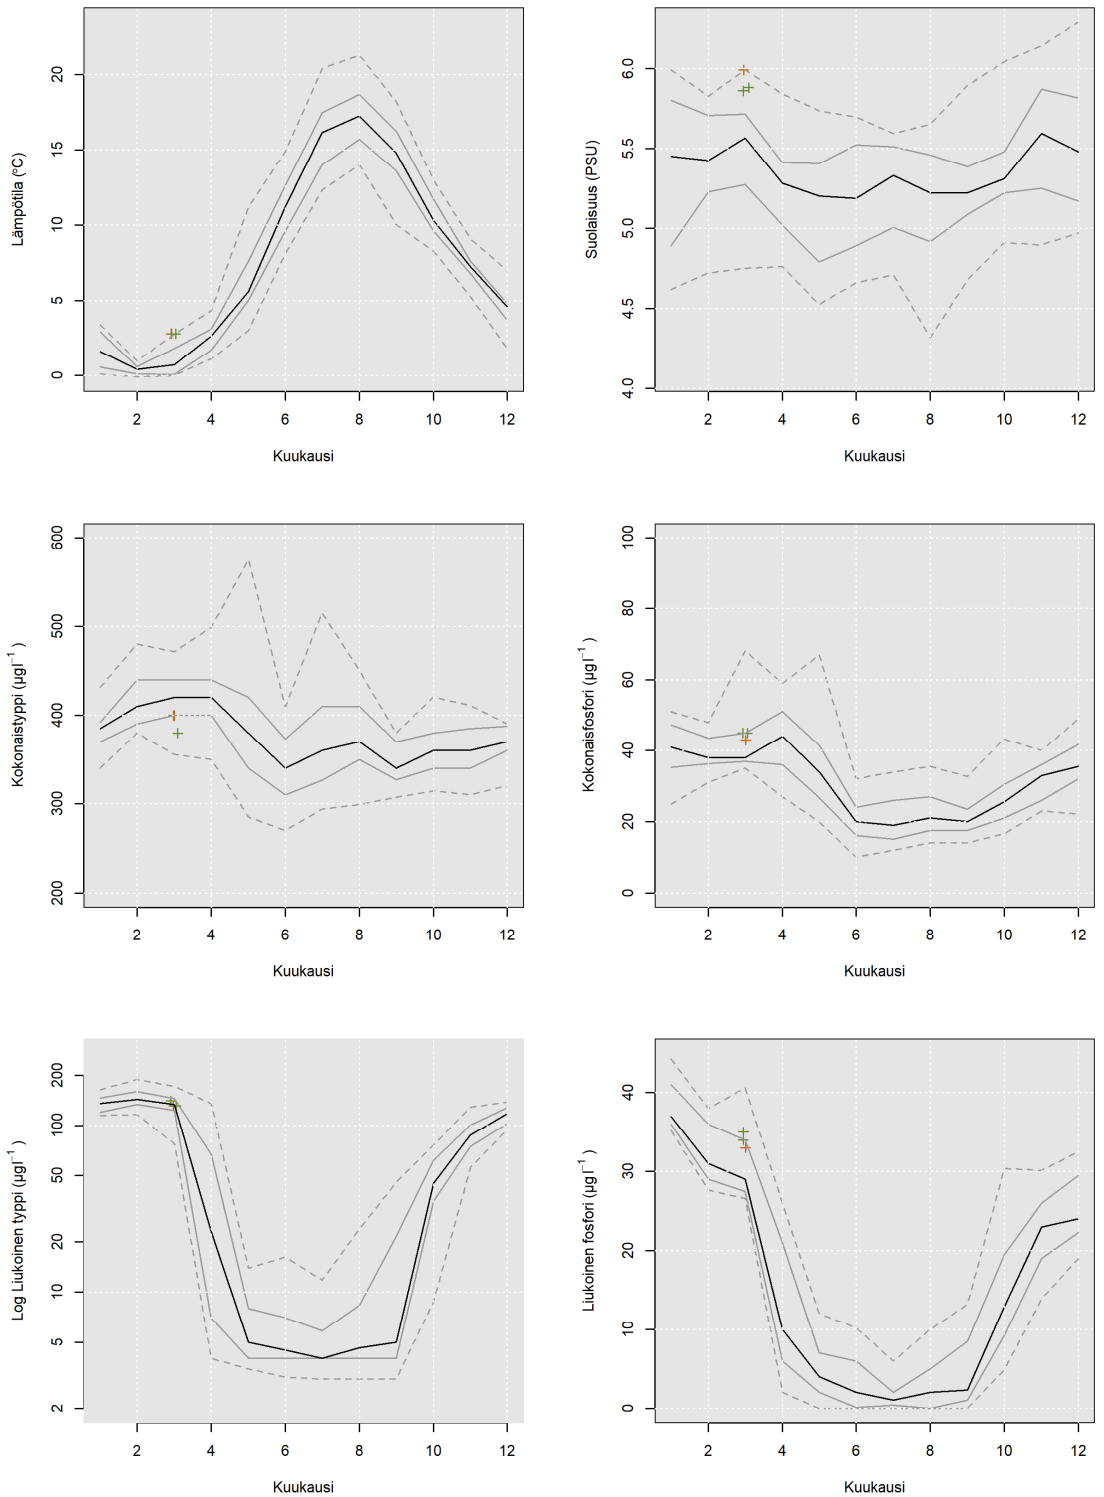 Lämpötila (°C)
0
5
10
15
20
2 4 6 8 10 12
Kuukausi
Suolaisuus (PSU)
4.0
4.5
5.0
5.5
6.0
2 4 6 8 10 12
Kuukausi
Kokonaistyppi (µgl⁻¹ )
200
300
400
500
600
2 4 6 8 10 12
Kuukausi
Kokonaisfosfori (µgl⁻¹ )
0
20
40
60
80
100
2 4 6 8 10 12
Kuukausi
Log Liukoinen typpi (µgl⁻¹ )
2
5
10
20
50
100
200
2 4 6 8 10 12
Kuukausi
Liukoinen fosfori (µgl⁻¹ )
0
10
20
30
40
2 4 6 8 10 12
Kuukausi